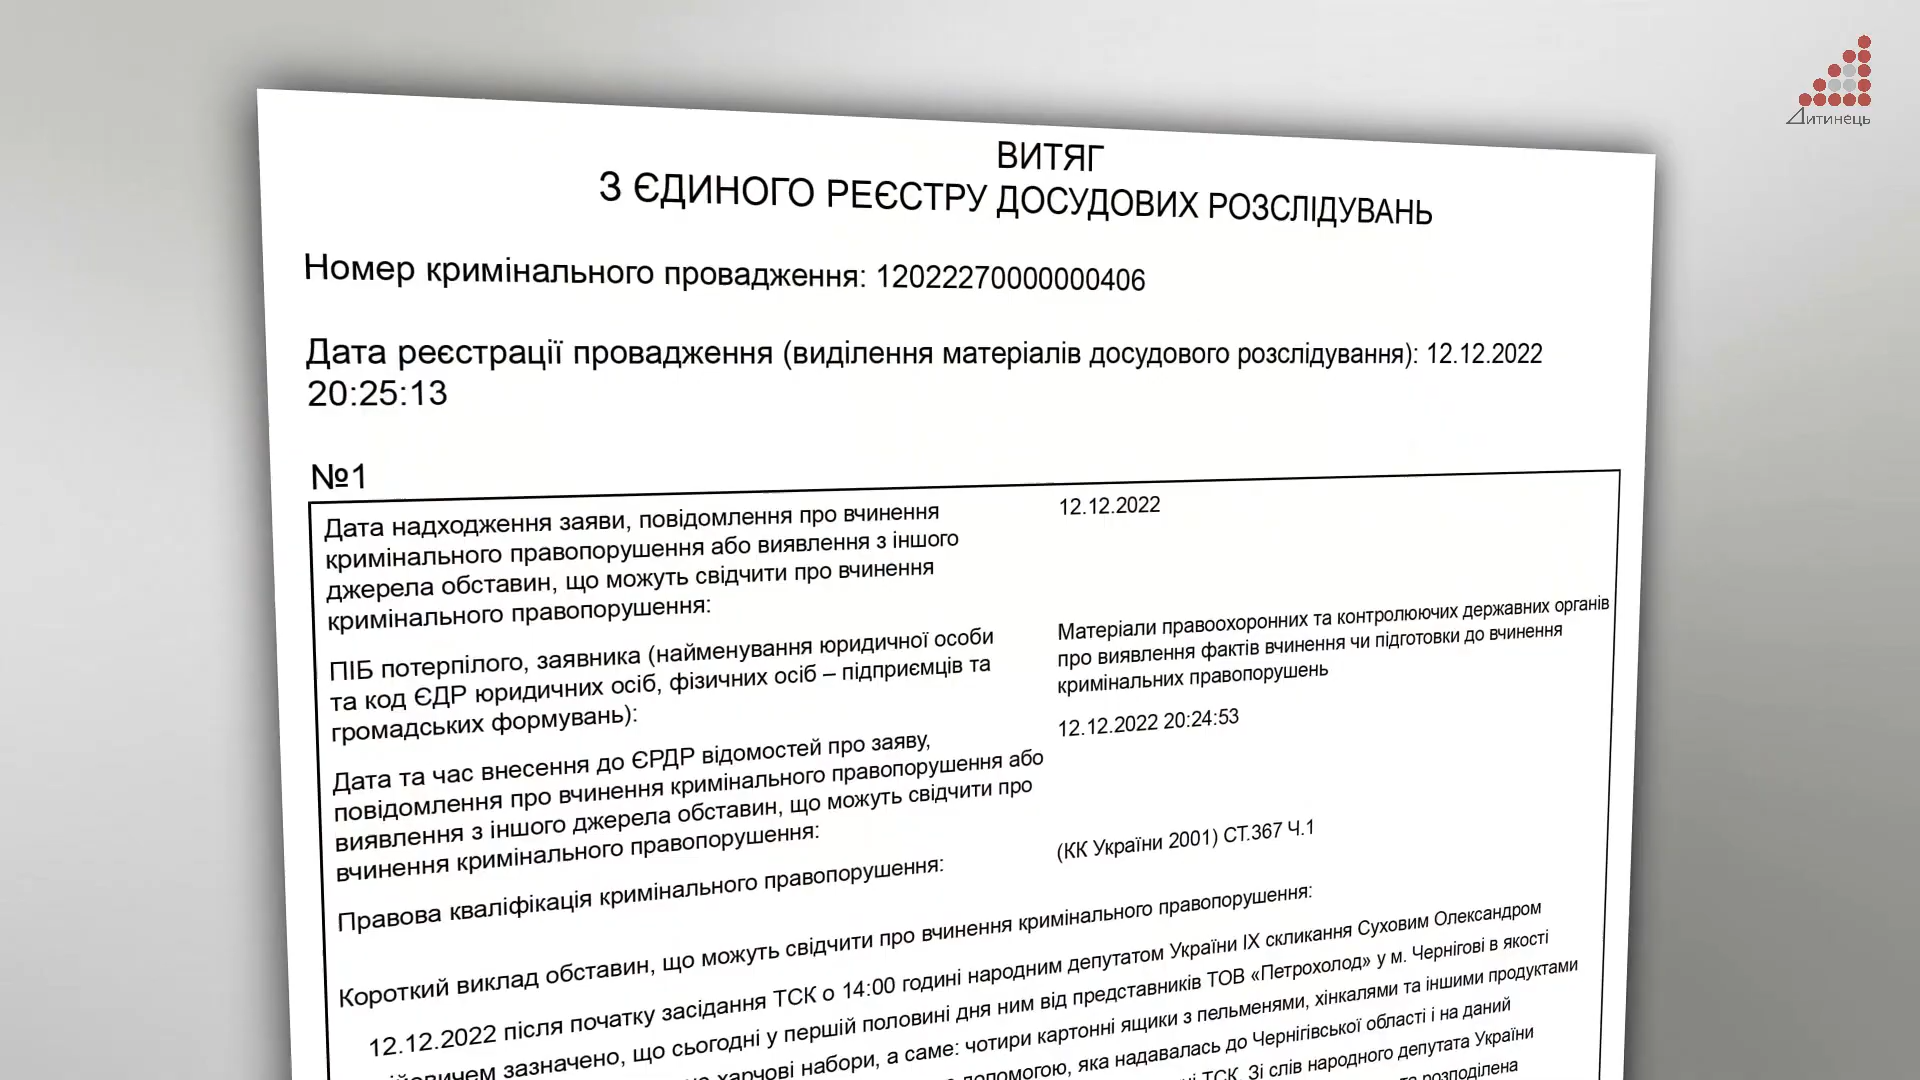 Дитинець
ВИТЯГ
З ЄДИНОГО РЕЄСТРУ ДОСУДОВИХ РОЗСЛІДУВАНЬ
Номер кримінального провадження: 12022270000000406
Дата реєстрації провадження (виділення матеріалів досудового розслідування): 12.12.2022
20:25:13
№1
Дата надходження заяви, повідомлення про вчинення
кримінального правопорушення або виявлення з іншого
джерела обставин, що можуть свідчити про вчинення
кримінального правопорушення:
12.12.2022
ПІБ потерпілого, заявника (найменування юридичної особи
та код ЄДР юридичних осіб, фізичних осіб – підприємців та
громадських формувань):
Матеріали правоохоронних та контролюючих державних органів
про виявлення фактів вчинення чи підготовки до вчинення
кримінальних правопорушень
Дата та час внесення до ЄРДР відомостей про заяву,
повідомлення про вчинення кримінального правопорушення або
виявлення з іншого джерела обставин, що можуть свідчити про
вчинення кримінального правопорушення:
12.12.2022 20:24:53
Правова кваліфікація кримінального правопорушення:
(КК України 2001) СТ.367 Ч.1
Короткий виклад обставин, що можуть свідчити про вчинення кримінального правопорушення:
12.12.2022 після початку засідання ТСК о 14:00 годині народним депутатом України IX скликання Суховим Олександром
зазначено, що сьогодні у першій половині дня ним від представників ТОВ «Петрохолод» у м. Чернігові в якості
харчові набори, а саме: чотири картонні ящики з пельменями, хінкалями та іншими продуктами
допомогою, яка надавалась до Чернігівської області і на даний
ТСК. Зі слів народного депутата України
розподілена